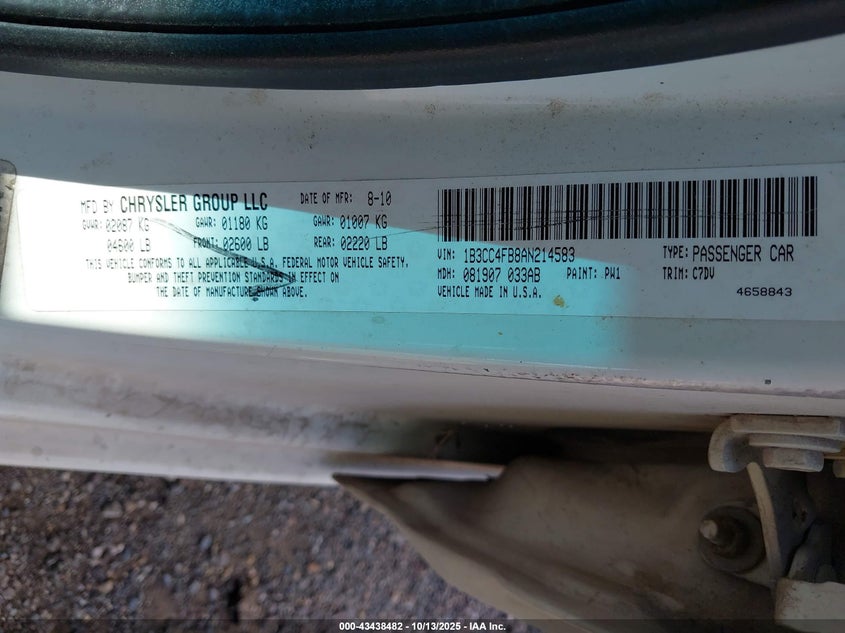 MFD BY CHRYSLER GROUP LLC DATE OF MFR: 8-10
GVWR: 02087 KG GAWR: 01180 KG GAWR: 01007 KG
04600 LB FRONT: 02600 LB REAR: 02220 LB
THIS VEHICLE CONFORMS TO ALL APPLICABLE U.S.A. FEDERAL MOTOR VEHICLE SAFETY,
BUMPER AND THEFT PREVENTION STANDARDS IN EFFECT ON
THE DATE OF MANUFACTURE SHOWN ABOVE.
VIN: 1B3CC4FB8AN214583 TYPE: PASSENGER CAR
MDH: 081907 033AB PAINT: PW1 TRIM: C7DV
VEHICLE MADE IN U.S.A. 4658843
000-43438482 - 10/13/2025 - IAA Inc.